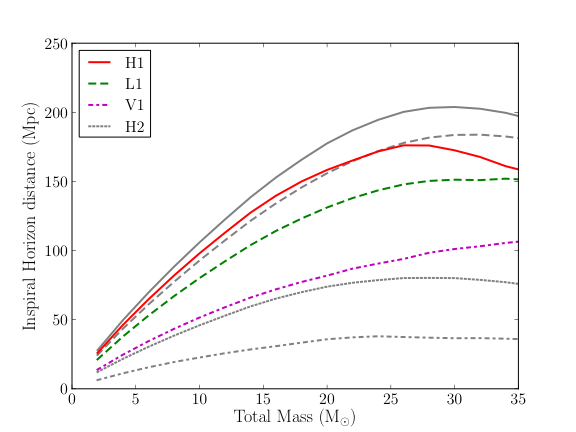 250
200
150
100
50
0
Inspiral Horizon distance (Mpc)
H1
L1
V1
H2
0 5 10 15 20 25 30 35
Total Mass (M⊙)